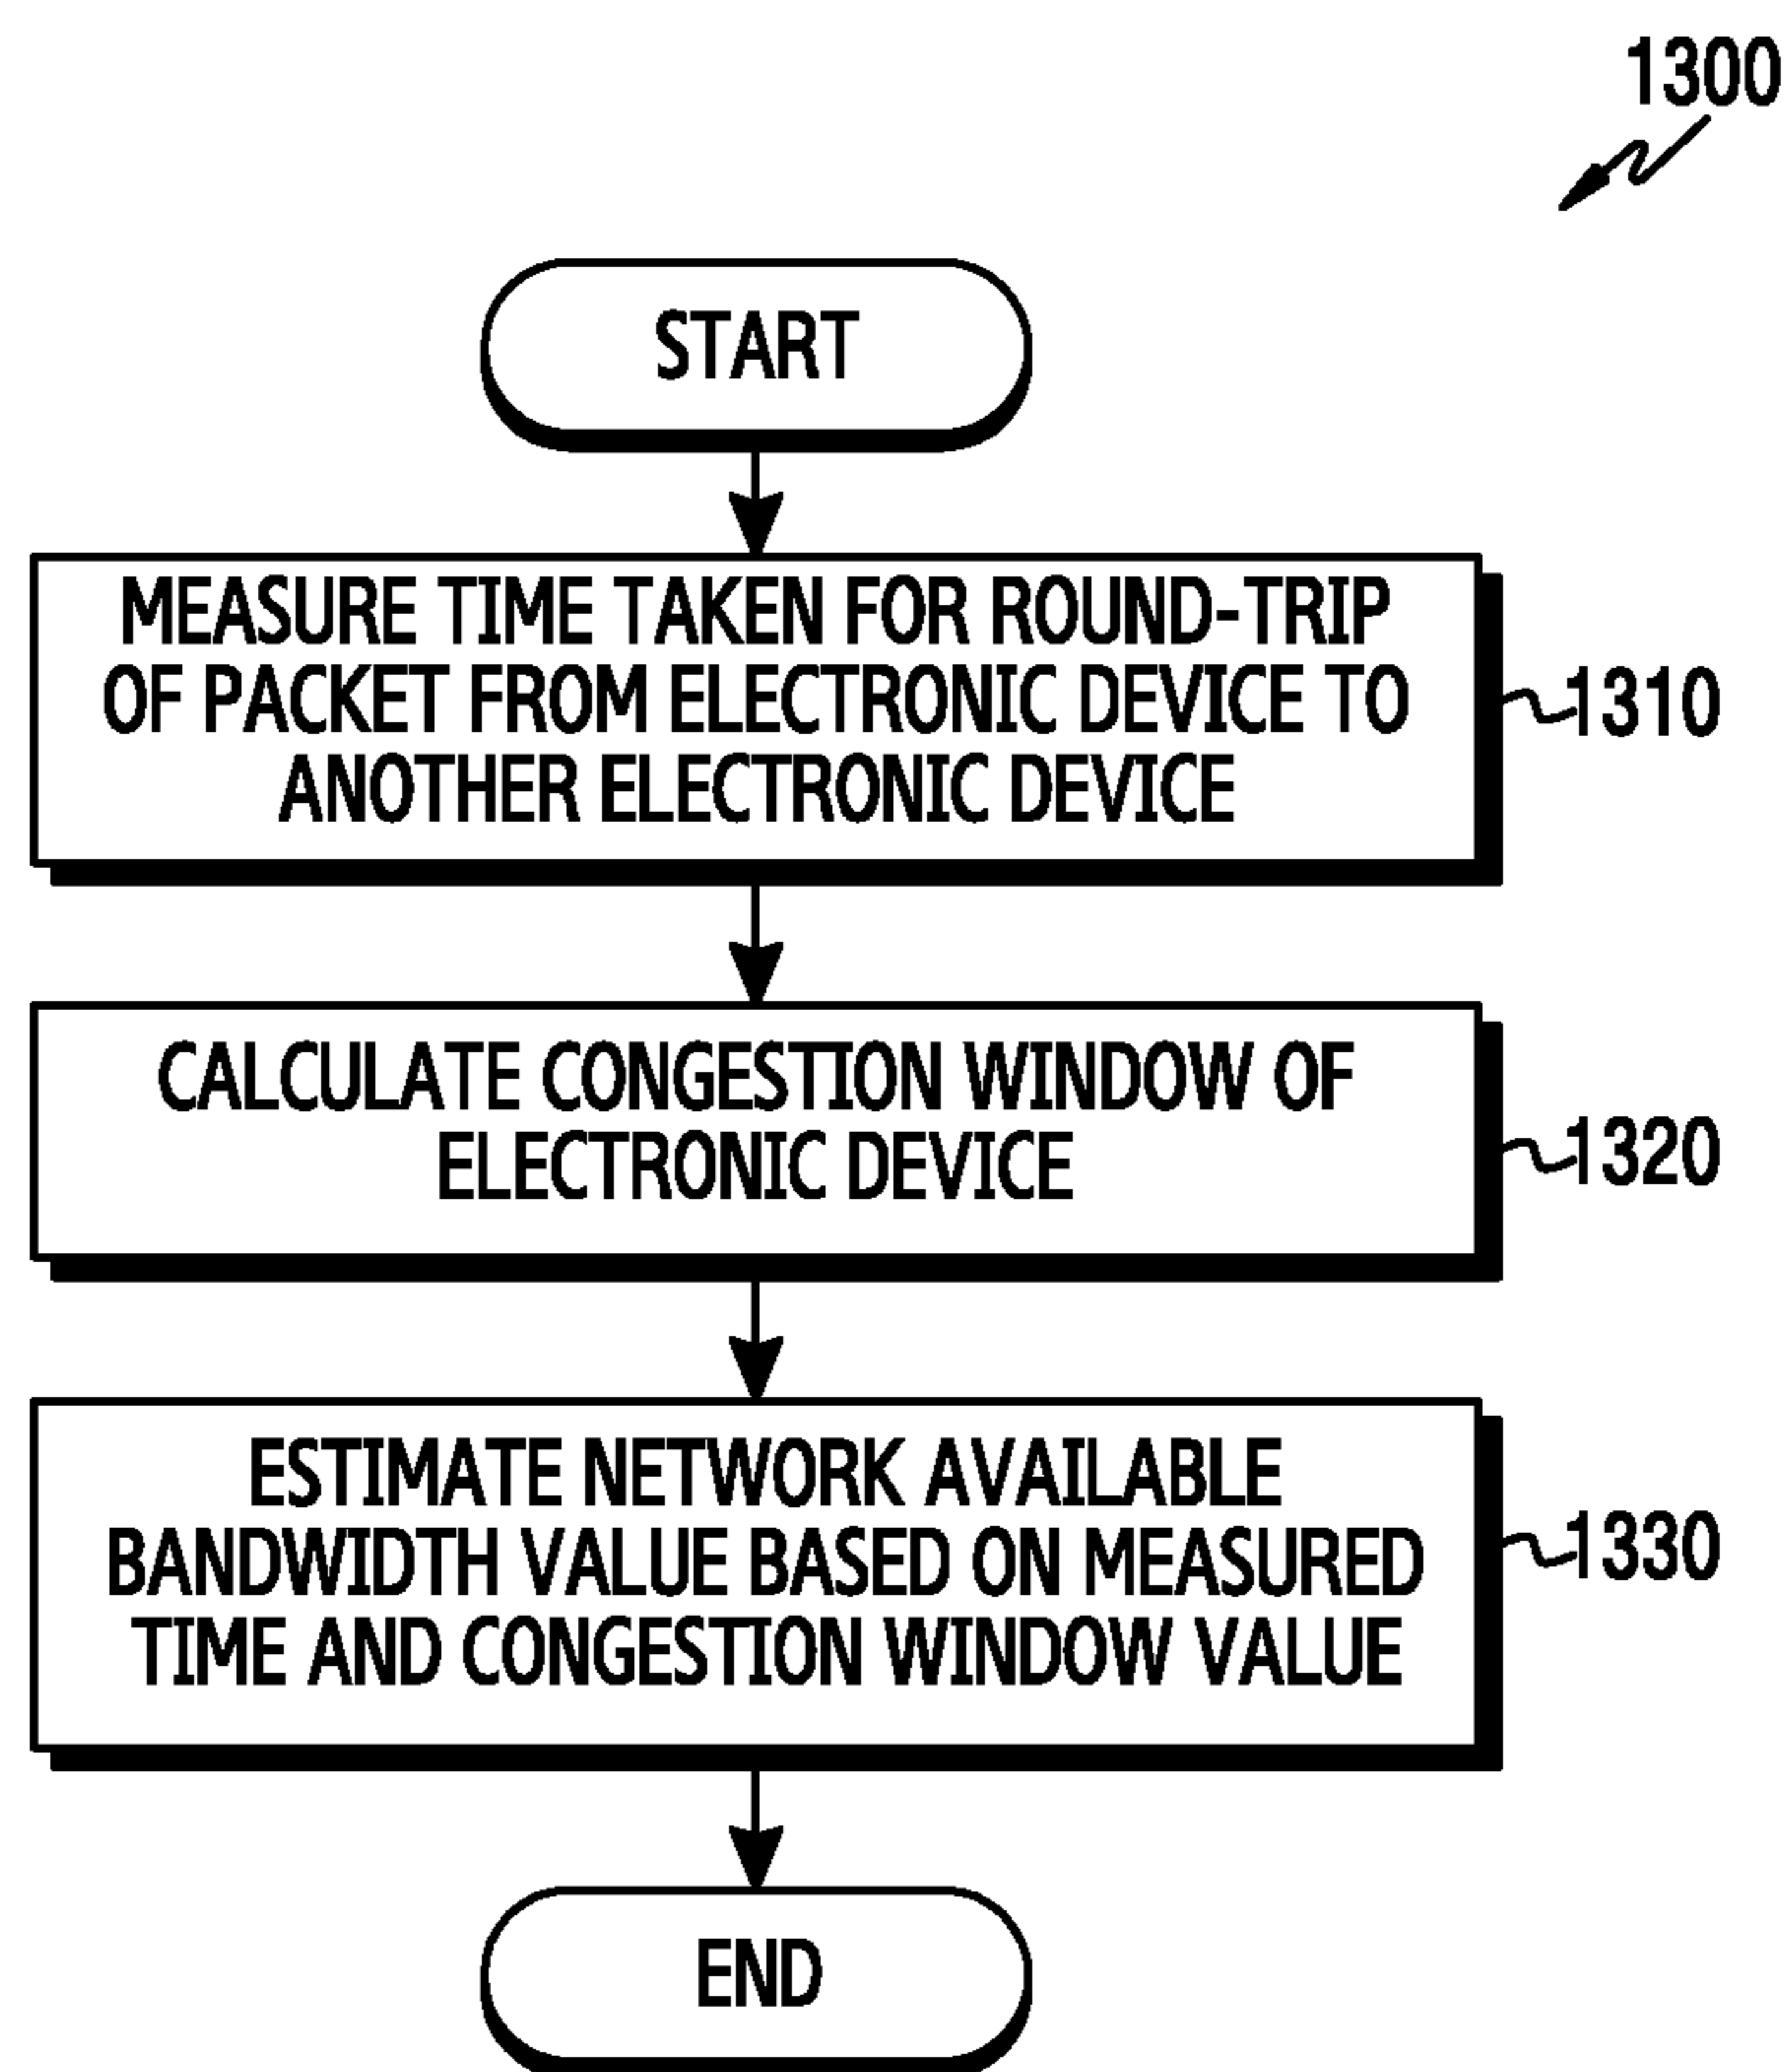 1300
START
MEASURE TIME TAKEN FOR ROUND-TRIP
OF PACKET FROM ELECTRONIC DEVICE TO
ANOTHER ELECTRONIC DEVICE
1310
CALCULATE CONGESTION WINDOW OF
ELECTRONIC DEVICE
1320
ESTIMATE NETWORK AVAILABLE
BANDWIDTH VALUE BASED ON MEASURED
TIME AND CONGESTION WINDOW VALUE
1330
END